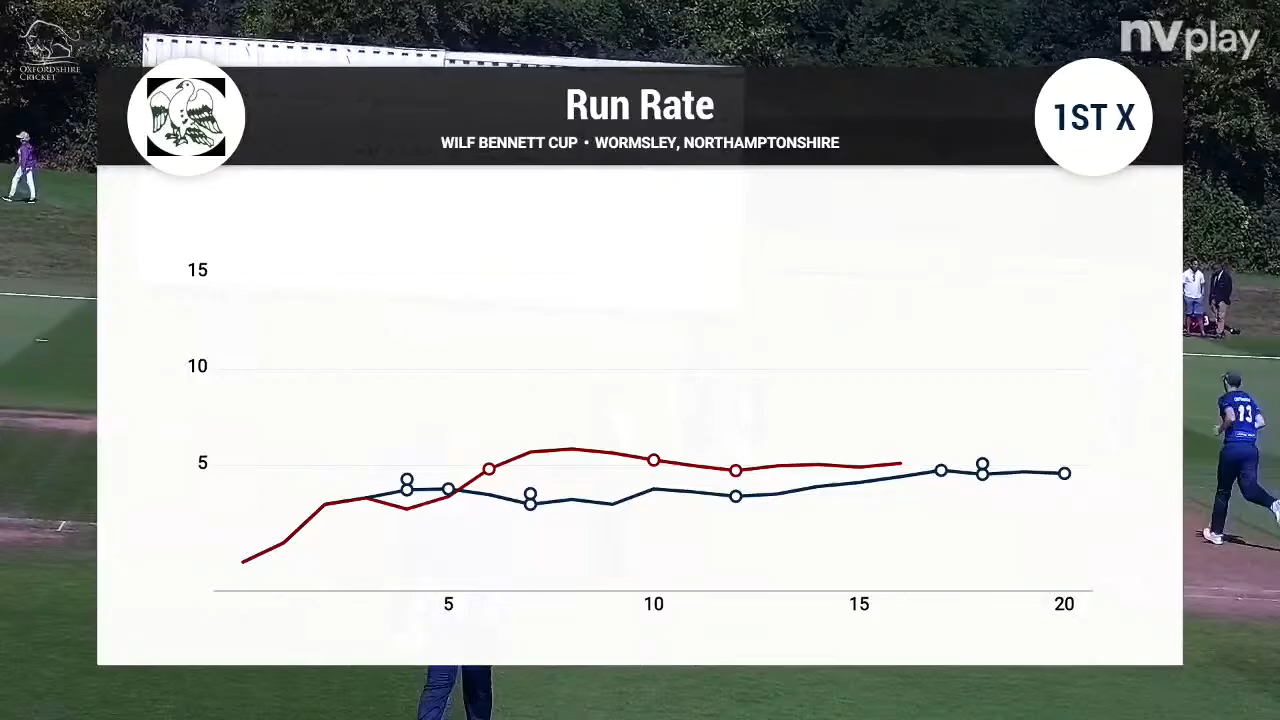 OXFORDSHIRE
CRICKET
nvplay
Run Rate
WILF BENNETT CUP • WORMSLEY, NORTHAMPTONSHIRE
1ST X
15
10
5
5
10
15
20
13